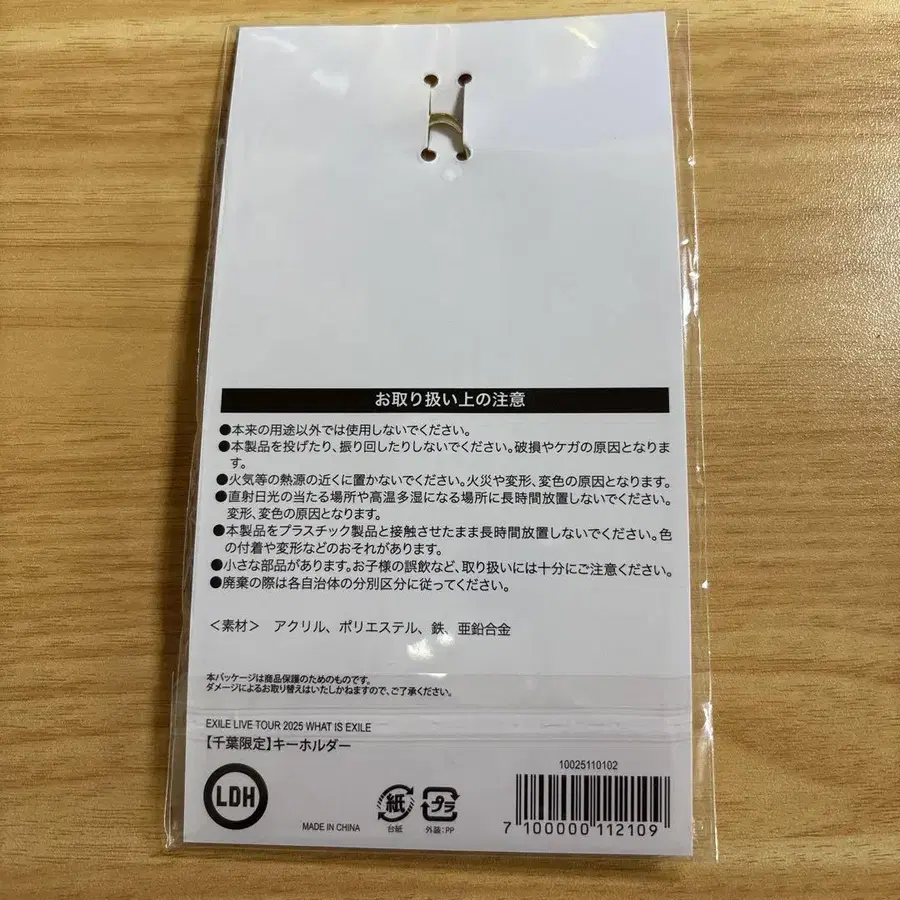 お取り扱い上の注意
●本来の用途以外では使用しないでください。
●本製品を投げたり、振り回したりしないでください。破損やケガの原因となりま
す。
●火気等の熱源の近くに置かないでください。火災や変形、変色の原因となります。
●直射日光の当たる場所や高温多湿になる場所に長時間放置しないでください。
変形、変色の原因となります。
●本製品をプラスチック製品と接触させたまま長時間放置しないでください。色
の付着や変形などのおそれがあります。
●小さな部品があります。お子様の誤飲など、取り扱いには十分にご注意ください。
●廃棄の際は各自治体の分別区分に従ってください。
＜素材＞ アクリル、ポリエステル、鉄、亜鉛合金
本パッケージは商品保護のためのものです。
ダメージによるお取り替えはいたしかねますので、ご了承ください。
EXILE LIVE TOUR 2025 WHAT IS EXILE
【千葉限定】キーホルダー
LDH
MADE IN CHINA
紙
台紙
プラ
外装:PP
10025110102
7 100000 112109